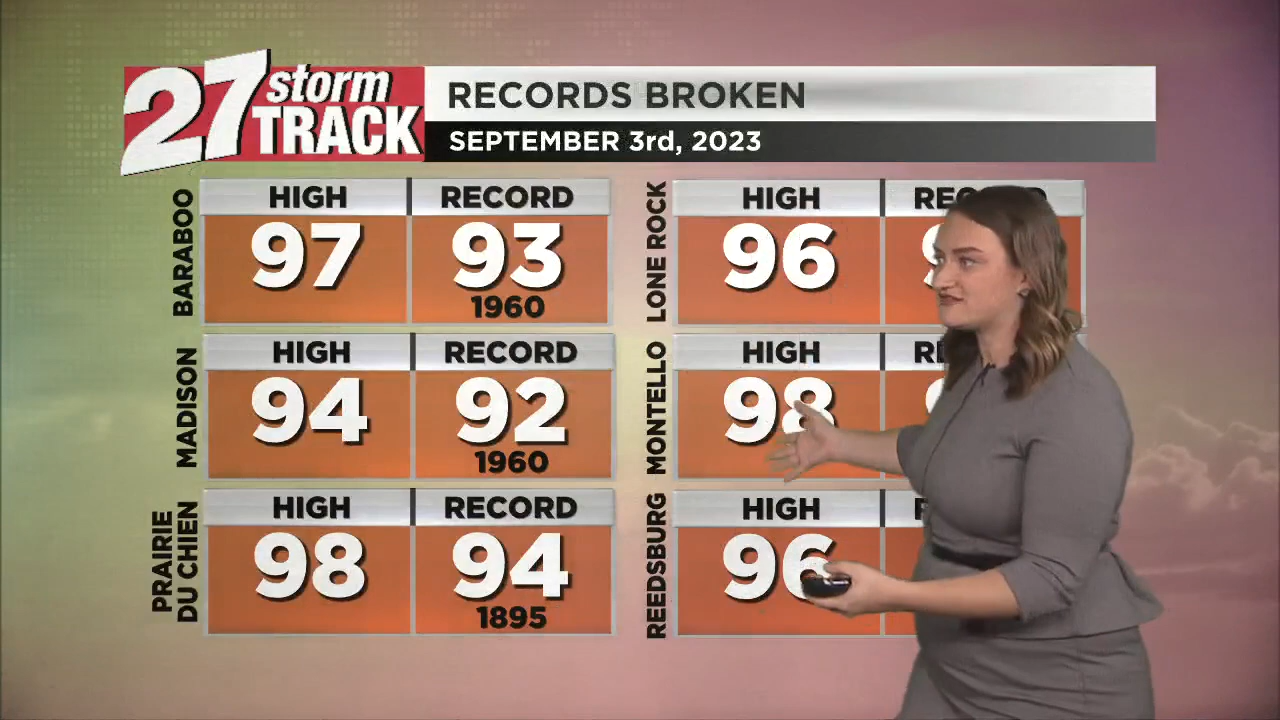 27 storm TRACK
RECORDS BROKEN
SEPTEMBER 3rd, 2023
BARABOO
HIGH RECORD
97 93
1960
LONE ROCK
HIGH
96
MADISON
HIGH RECORD
94 92
1960
MONTELLO
HIGH
98
PRAIRIE
DU CHIEN
HIGH RECORD
98 94
1895
REEDSBURG
HIGH
96